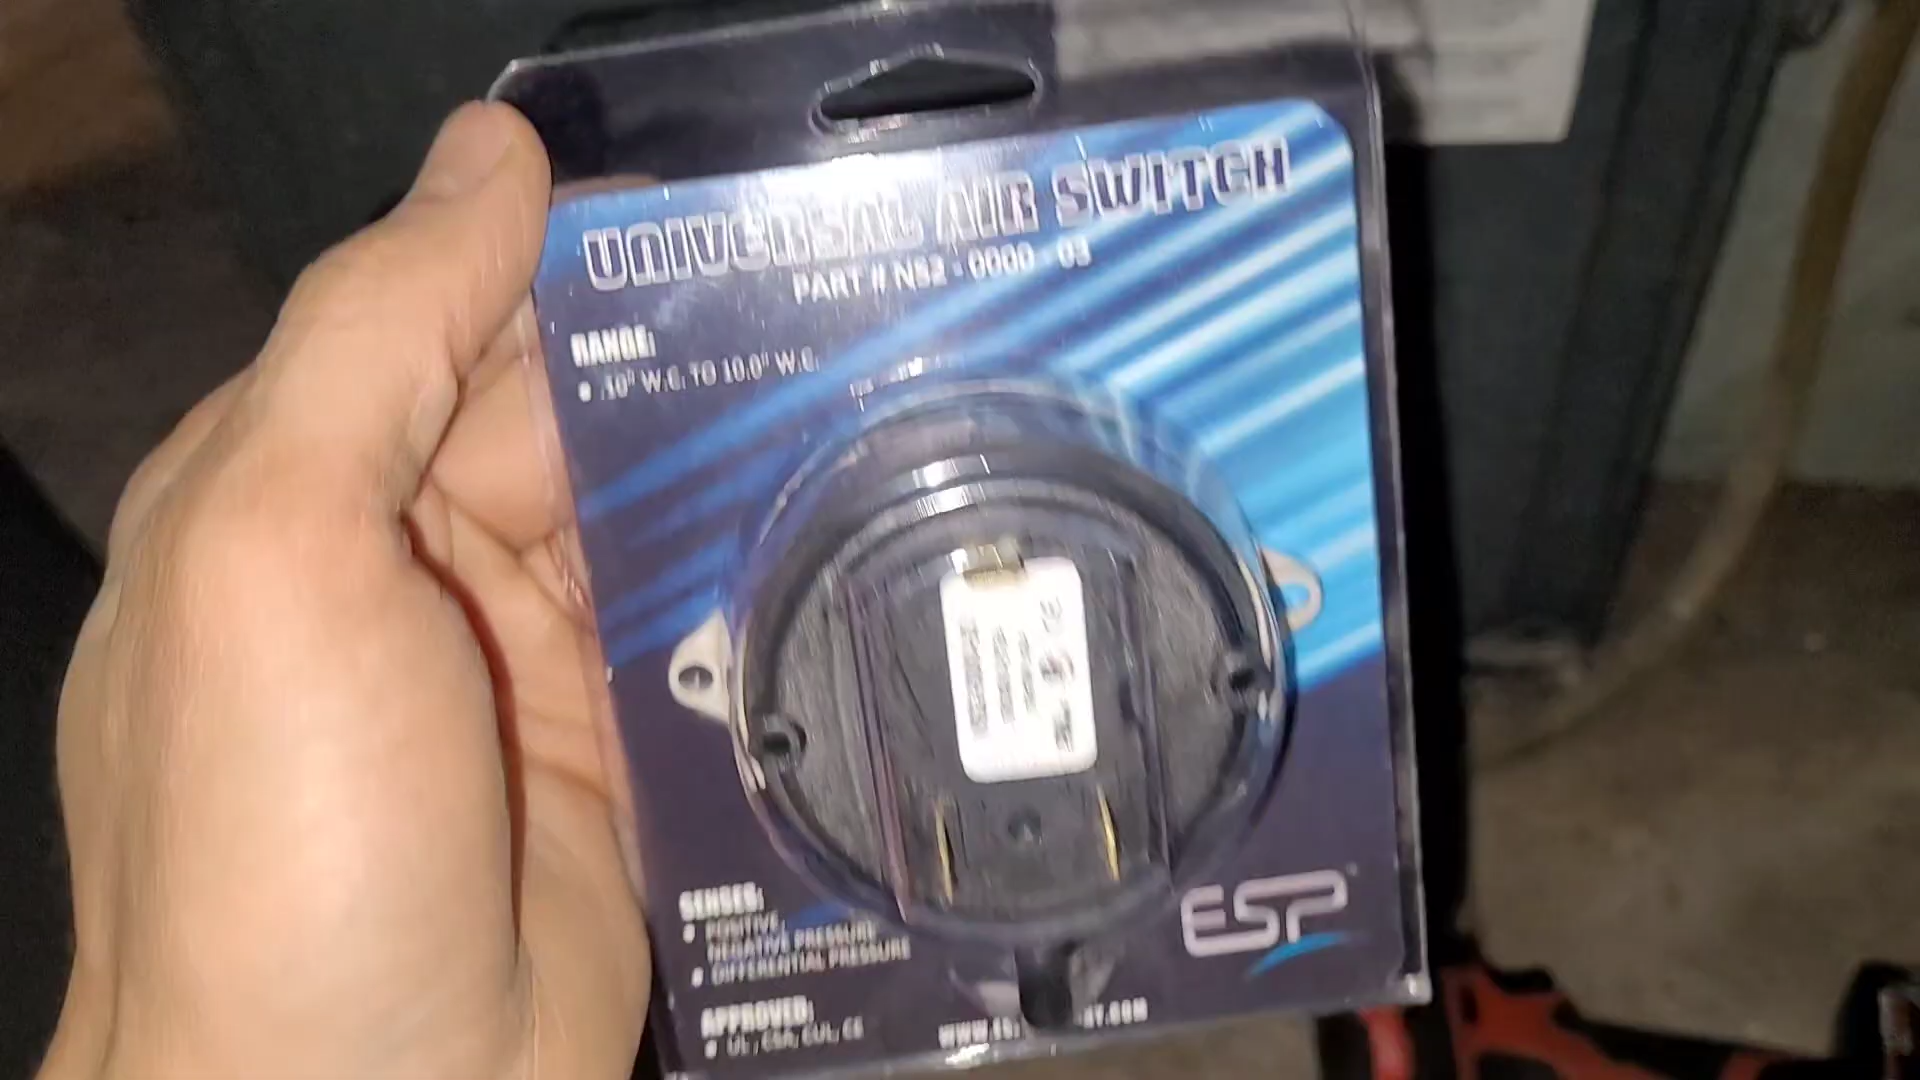 UNIVERSAL AIR SWITCH
PART # NS2 - 0000 - 03
RANGE:
• .10" W.C. TO 10.0" W.C.
SENSES:
• POSITIVE,
NEGATIVE PRESSURE
• DIFFERENTIAL PRESSURE
ESP
APPROVED:
• UL, CSA, CUL, CE